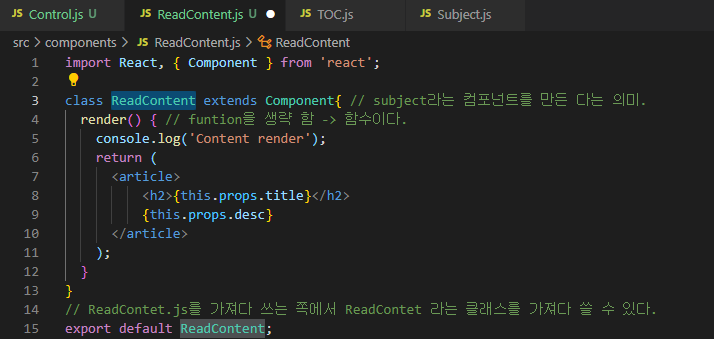 JS Control.js U JS ReadContent.js U JS TOC.js JS Subject.js
src > components > JS ReadContent.js > ReadContent
1 import React, { Component } from 'react';
2
3 class ReadContent extends Component{ // subject라는 컴포넌트를 만든 다는 의미.
4 render() { // funtion을 생략 함 -> 함수이다.
5 console.log('Content render');
6 return (
7 <article>
8 <h2>{this.props.title}</h2>
9 {this.props.desc}
10 </article>
11 );
12 }
13 }
14 // ReadContet.js를 가져다 쓰는 쪽에서 ReadContet 라는 클래스를 가져다 쓸 수 있다.
15 export default ReadContent;